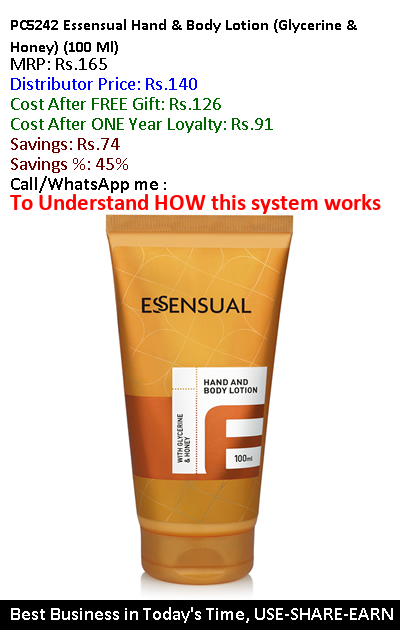 PC5242 Essensual Hand & Body Lotion (Glycerine &
Honey) (100 Ml)
MRP: Rs.165
Distributor Price: Rs.140
Cost After FREE Gift: Rs.126
Cost After ONE Year Loyalty: Rs.91
Savings: Rs.74
Savings %: 45%
Call/WhatsApp me :
To Understand HOW this system works
ESSENSUAL
HAND AND
BODY LOTION
WITH GLYCERINE
& HONEY
100ml
Best Business in Today's Time, USE-SHARE-EARN